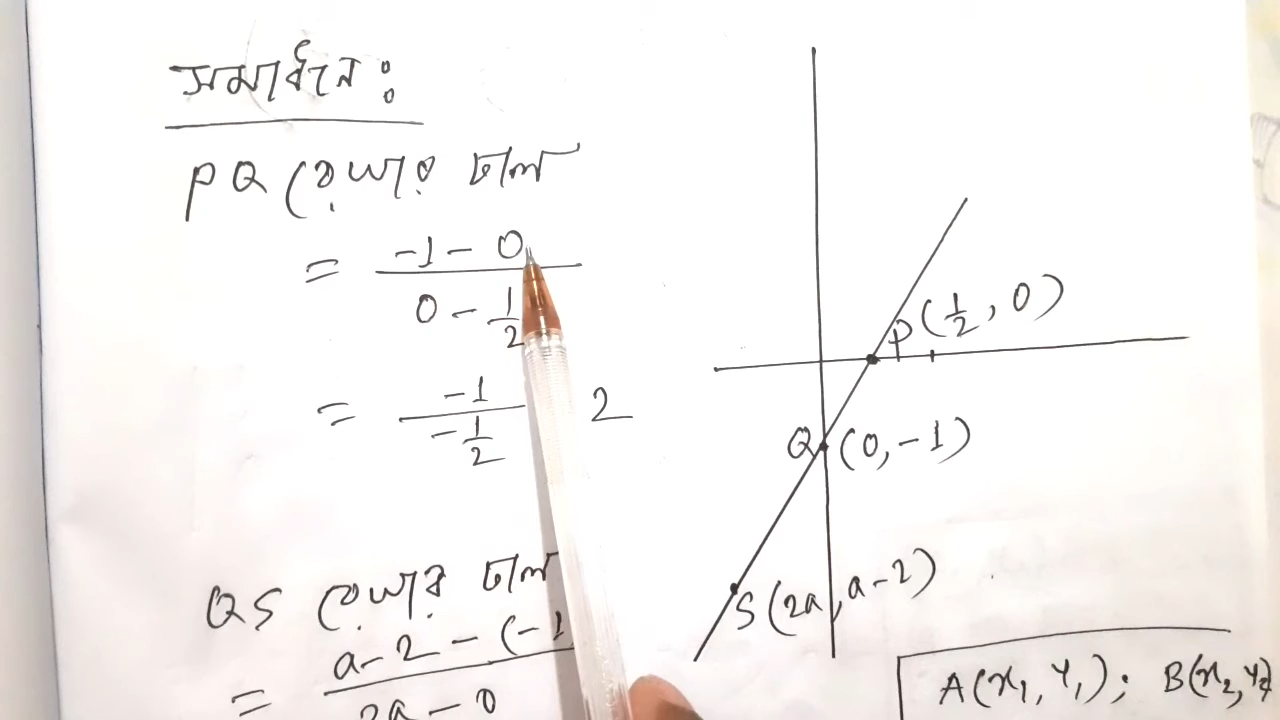 সমাধান:
PQ রেখার ঢাল
= (-1 - 0) / (0 - 1/2)
= (-1) / (-1/2) 2
QS রেখার ঢাল
= (a - 2 - (-1) / (2a - 0)
P(1/2, 0)
Q (0, -1)
S(2a, a-2)
A(x₁, y₁); B(x₂, y₂